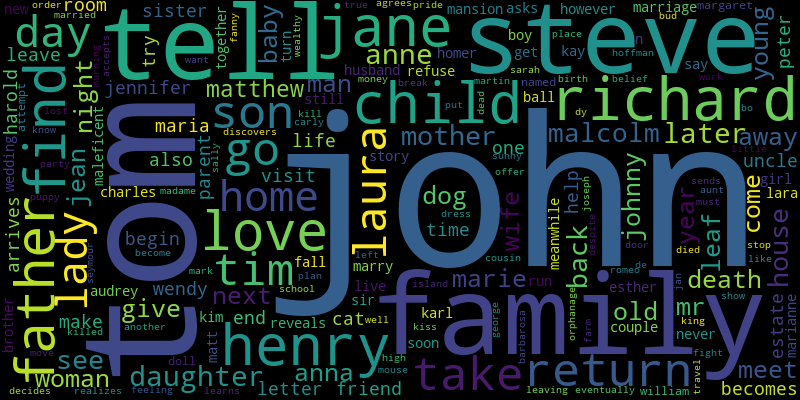 new order married room sister mansion asks however marriage margaret true agrees pride fanny
day tell jane steve
leave try turn together wealthy baby anne homer boy get kay place bud hoffman say young peter
harold find night jennifer matthew man husband refuse want money break martin sarah named birth belief work
attempt lost know maleficent tom son still kill carly child put dead ball dy richard
wedding maria discovers go life laura mother one malcolm later away bo little
father jean also parent sally visit story sunny offer uncle girl
party puppy charles madame home dog dress wife help joseph johnny year sends aunt must come lara
arrives lady begin become love time john meanwhile despite back door leaf died stop like house
seymour mark tim fall marry left cousin romeo de death
audrey wendy plan school live island family marie run esther jan show estate marianne
brother give next sir karl orphanage old mr king
make killed another kim end reveals cat well kiss soon george barbarosa farm couple never fight
see matt henry high mouse take return travel meet
move woman daughter doll anna friend letter
decides realizes feeling learns leaving eventually william becomes